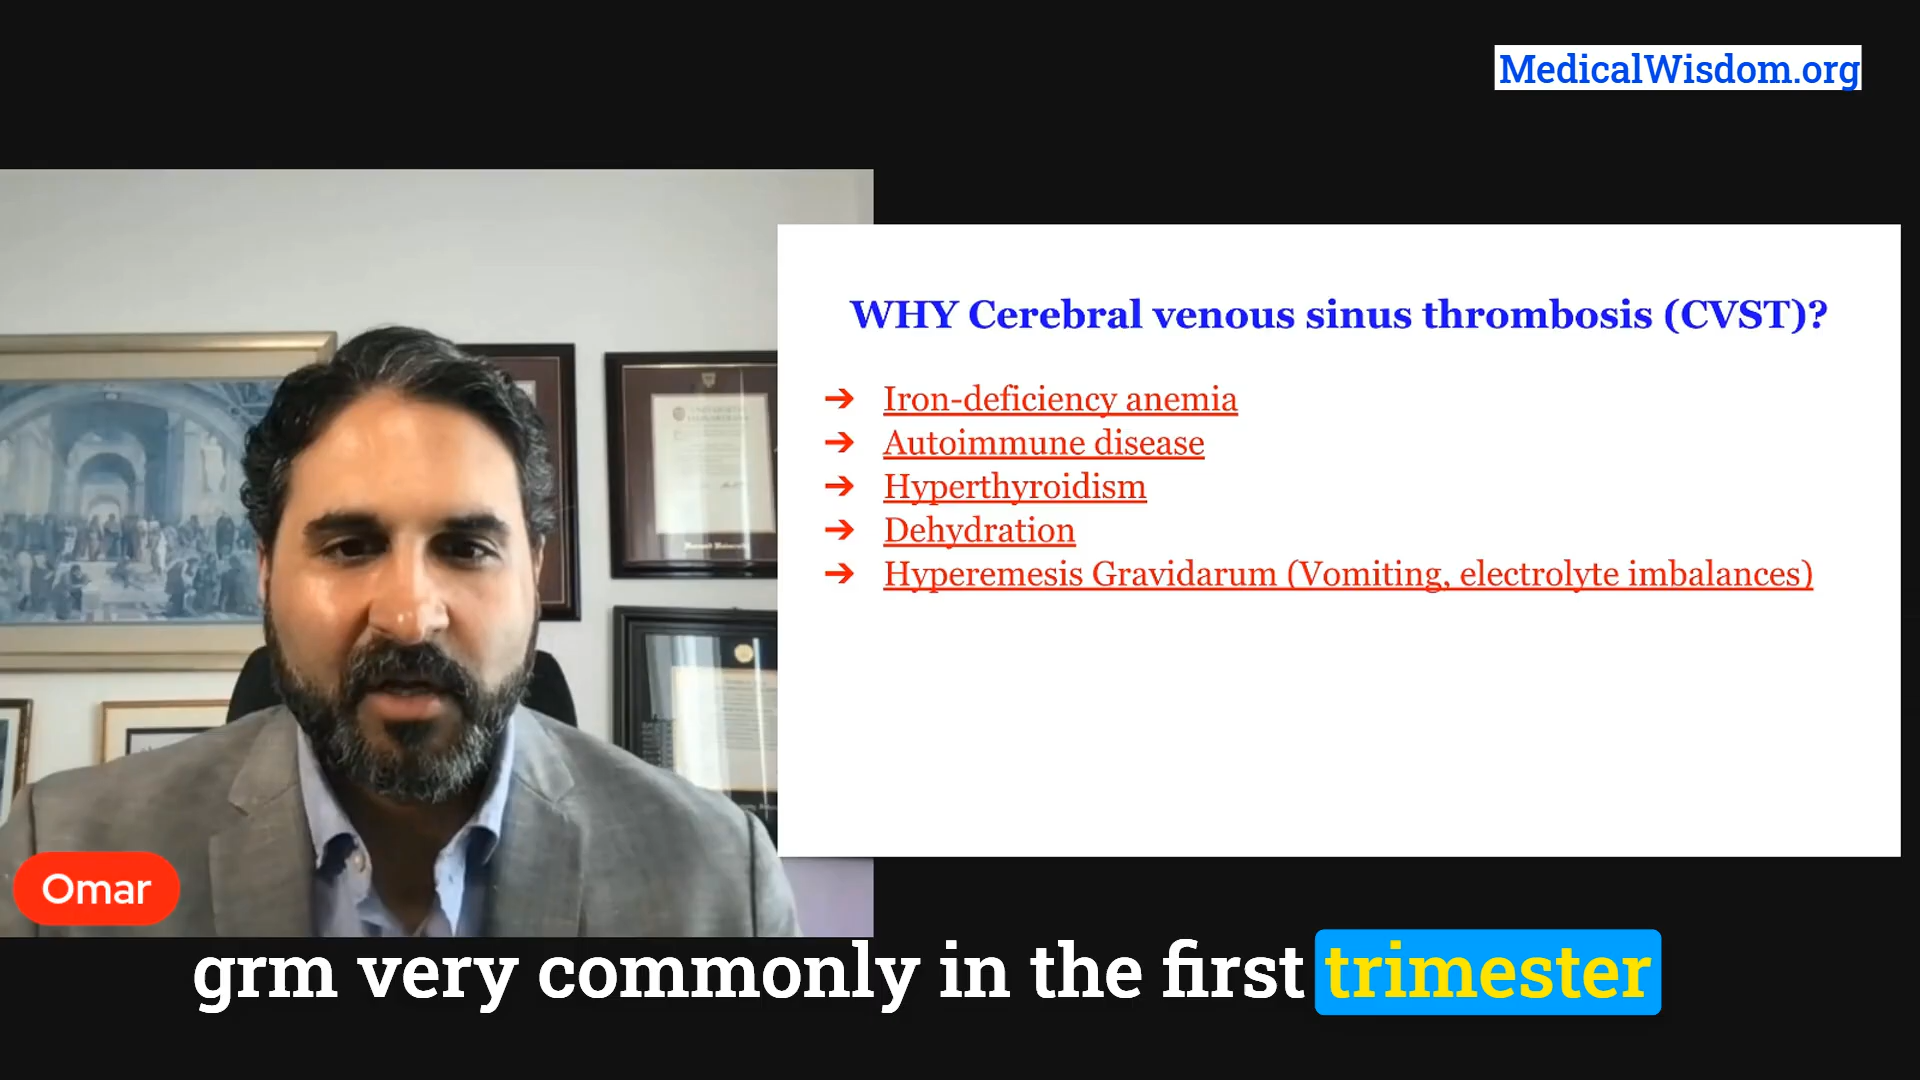 MedicalWisdom.org
WHY Cerebral venous sinus thrombosis (CVST)?
➔ Iron-deficiency anemia
➔ Autoimmune disease
➔ Hyperthyroidism
➔ Dehydration
➔ Hyperemesis Gravidarum (Vomiting, electrolyte imbalances)
Omar
grm very commonly in the first trimester